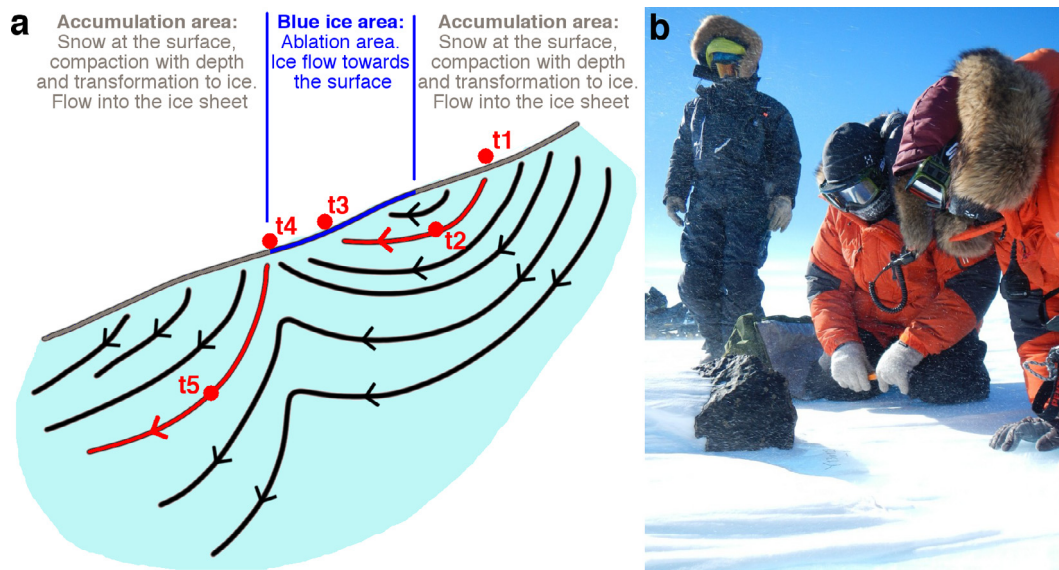 a
Accumulation area:
Snow at the surface,
compaction with depth
and transformation to ice.
Flow into the ice sheet
Blue ice area:
Ablation area.
Ice flow towards
the surface
Accumulation area:
Snow at the surface,
compaction with depth
and transformation to ice.
Flow into the ice sheet
t1
t3
t4
t2
t5
b